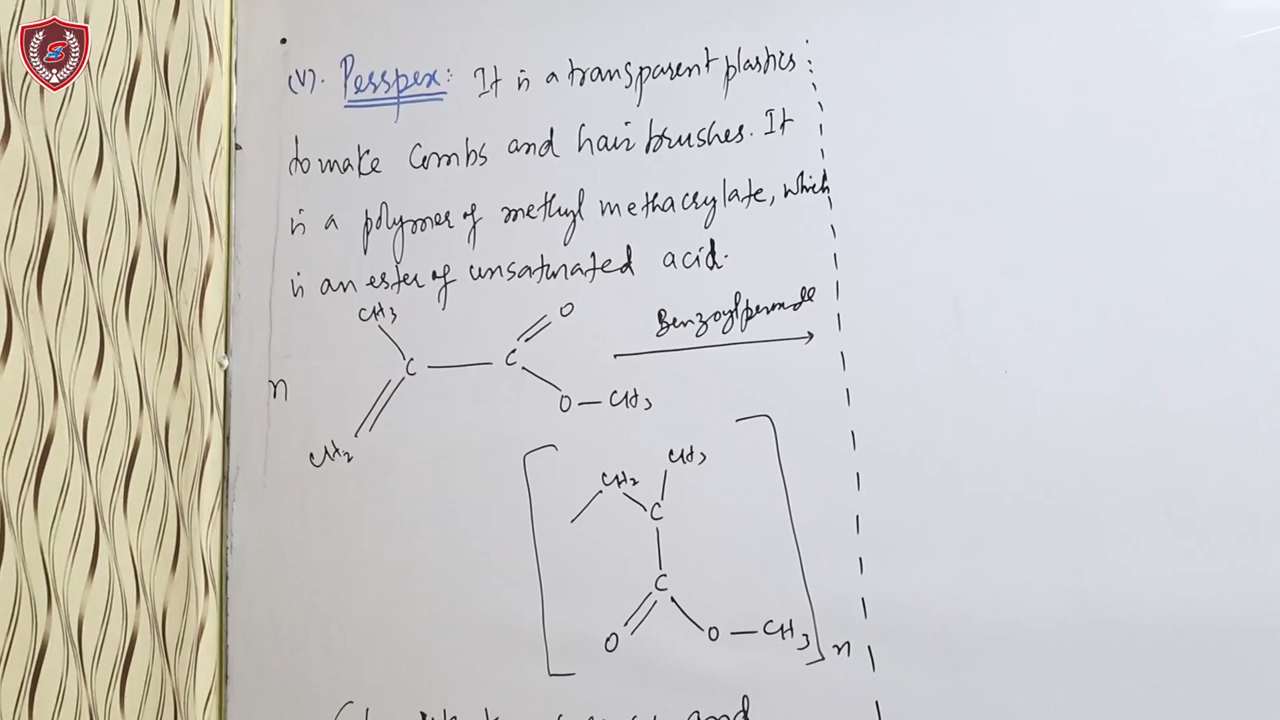 (V). Perspex: It is a transparent plastics
to make Combs and hair brushes. It
is a polymer of methyl methacrylate, which
is an ester of unsaturated acid.
CH3
O
Benzoylperoxide
n
C — C
O — CH3
CH2
CH3
CH2
C
C
O
O — CH3
n
and